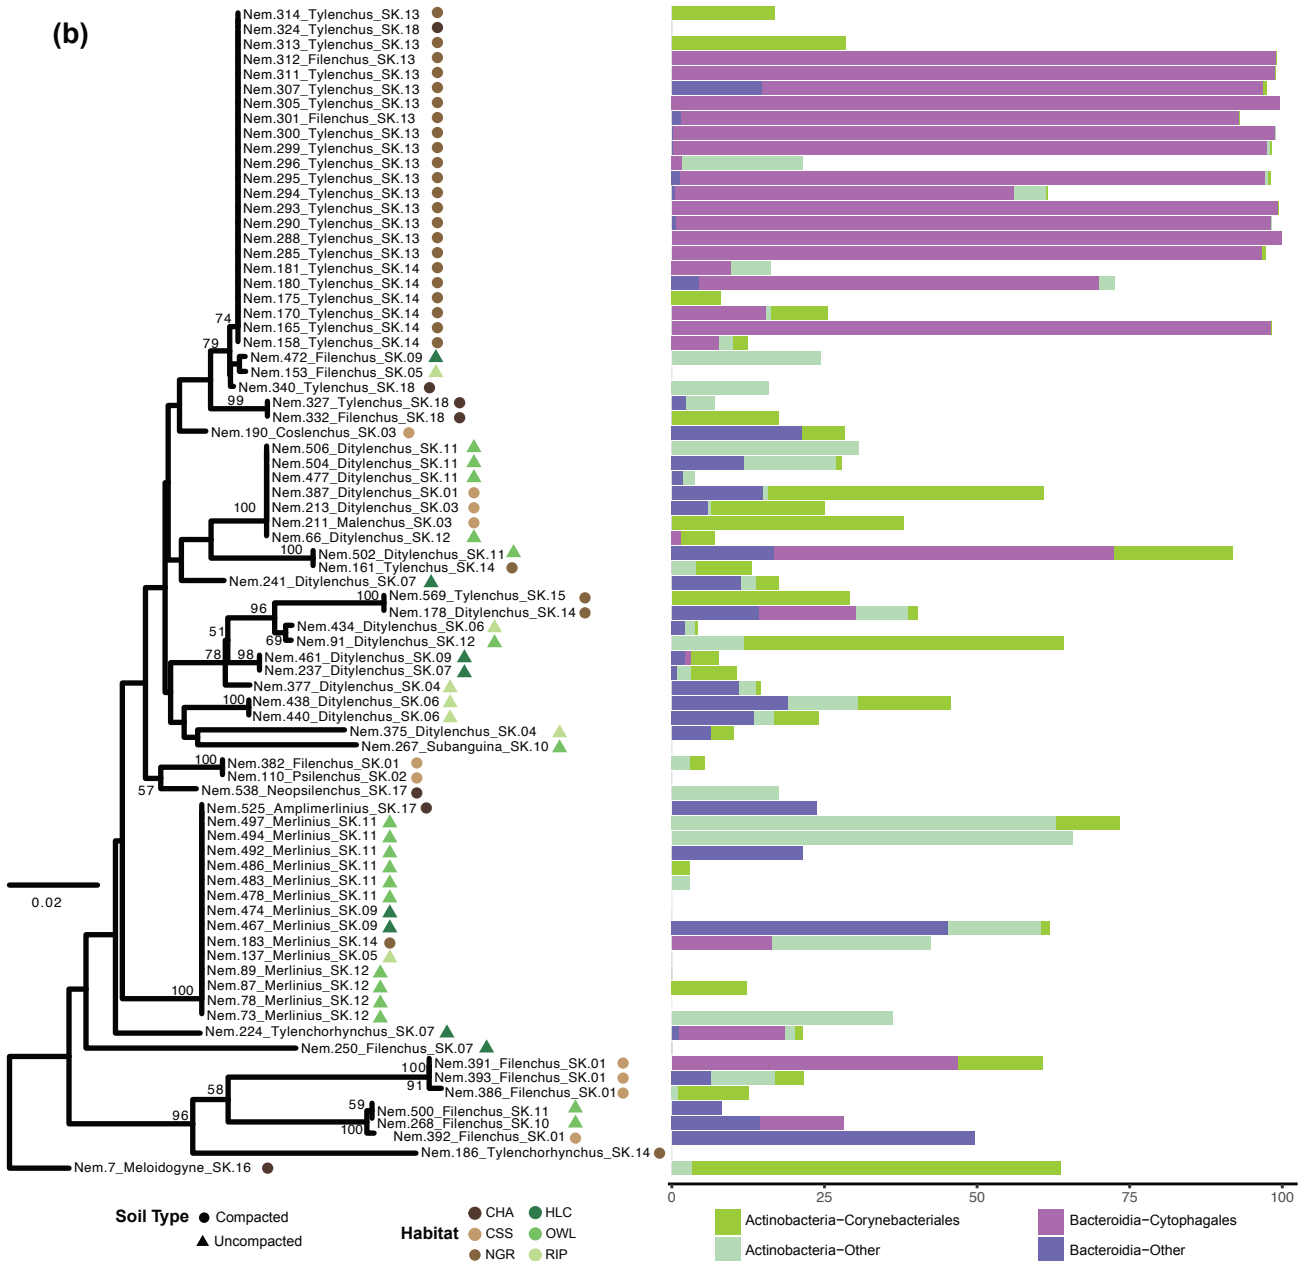 (b)
Nem.314_Tylenchus_SK.13
Nem.324_Tylenchus_SK.18
Nem.313_Tylenchus_SK.13
Nem.312_Filenchus_SK.13
Nem.311_Tylenchus_SK.13
Nem.307_Tylenchus_SK.13
Nem.305_Tylenchus_SK.13
Nem.301_Filenchus_SK.13
Nem.300_Tylenchus_SK.13
Nem.299_Tylenchus_SK.13
Nem.296_Tylenchus_SK.13
Nem.295_Tylenchus_SK.13
Nem.294_Tylenchus_SK.13
Nem.293_Tylenchus_SK.13
Nem.290_Tylenchus_SK.13
Nem.288_Tylenchus_SK.13
Nem.285_Tylenchus_SK.13
Nem.181_Tylenchus_SK.14
Nem.180_Tylenchus_SK.14
Nem.175_Tylenchus_SK.14
Nem.170_Tylenchus_SK.14
74
Nem.165_Tylenchus_SK.14
79
Nem.158_Tylenchus_SK.14
Nem.472_Filenchus_SK.09
Nem.153_Filenchus_SK.05
Nem.340_Tylenchus_SK.18
99
Nem.327_Tylenchus_SK.18
Nem.332_Filenchus_SK.18
Nem.190_Coslenchus_SK.03
Nem.506_Ditylenchus_SK.11
Nem.504_Ditylenchus_SK.11
Nem.477_Ditylenchus_SK.11
Nem.387_Ditylenchus_SK.01
100
Nem.213_Ditylenchus_SK.03
Nem.211_Malenchus_SK.03
Nem.66_Ditylenchus_SK.12
100
Nem.502_Ditylenchus_SK.11
Nem.161_Tylenchus_SK.14
Nem.241_Ditylenchus_SK.07
100
Nem.569_Tylenchus_SK.15
96
Nem.178_Ditylenchus_SK.14
51
Nem.434_Ditylenchus_SK.06
69
Nem.91_Ditylenchus_SK.12
78
98
Nem.461_Ditylenchus_SK.09
Nem.237_Ditylenchus_SK.07
Nem.377_Ditylenchus_SK.04
100
Nem.438_Ditylenchus_SK.06
Nem.440_Ditylenchus_SK.06
Nem.375_Ditylenchus_SK.04
Nem.267_Subanguina_SK.10
100
Nem.382_Filenchus_SK.01
Nem.110_Psilenchus_SK.02
57
Nem.538_Neopsilenchus_SK.17
Nem.525_Amplimerlinius_SK.17
Nem.497_Merlinius_SK.11
Nem.494_Merlinius_SK.11
Nem.492_Merlinius_SK.11
Nem.486_Merlinius_SK.11
Nem.483_Merlinius_SK.11
Nem.478_Merlinius_SK.11
0.02
Nem.474_Merlinius_SK.09
Nem.467_Merlinius_SK.09
Nem.183_Merlinius_SK.14
Nem.137_Merlinius_SK.05
Nem.89_Merlinius_SK.12
Nem.87_Merlinius_SK.12
100
Nem.78_Merlinius_SK.12
Nem.73_Merlinius_SK.12
Nem.224_Tylenchorhynchus_SK.07
Nem.250_Filenchus_SK.07
Nem.391_Filenchus_SK.01
100
Nem.393_Filenchus_SK.01
91
Nem.386_Filenchus_SK.01
58
59
Nem.500_Filenchus_SK.11
96
Nem.268_Filenchus_SK.10
100
Nem.392_Filenchus_SK.01
Nem.186_Tylenchorhynchus_SK.14
Nem.7_Meloidogyne_SK.16
0 25 50 75 100
Soil Type
Compacted
Uncompacted
Habitat
CHA HLC
CSS OWL
NGR RIP
Actinobacteria−Corynebacteriales
Actinobacteria−Other
Bacteroidia−Cytophagales
Bacteroidia−Other